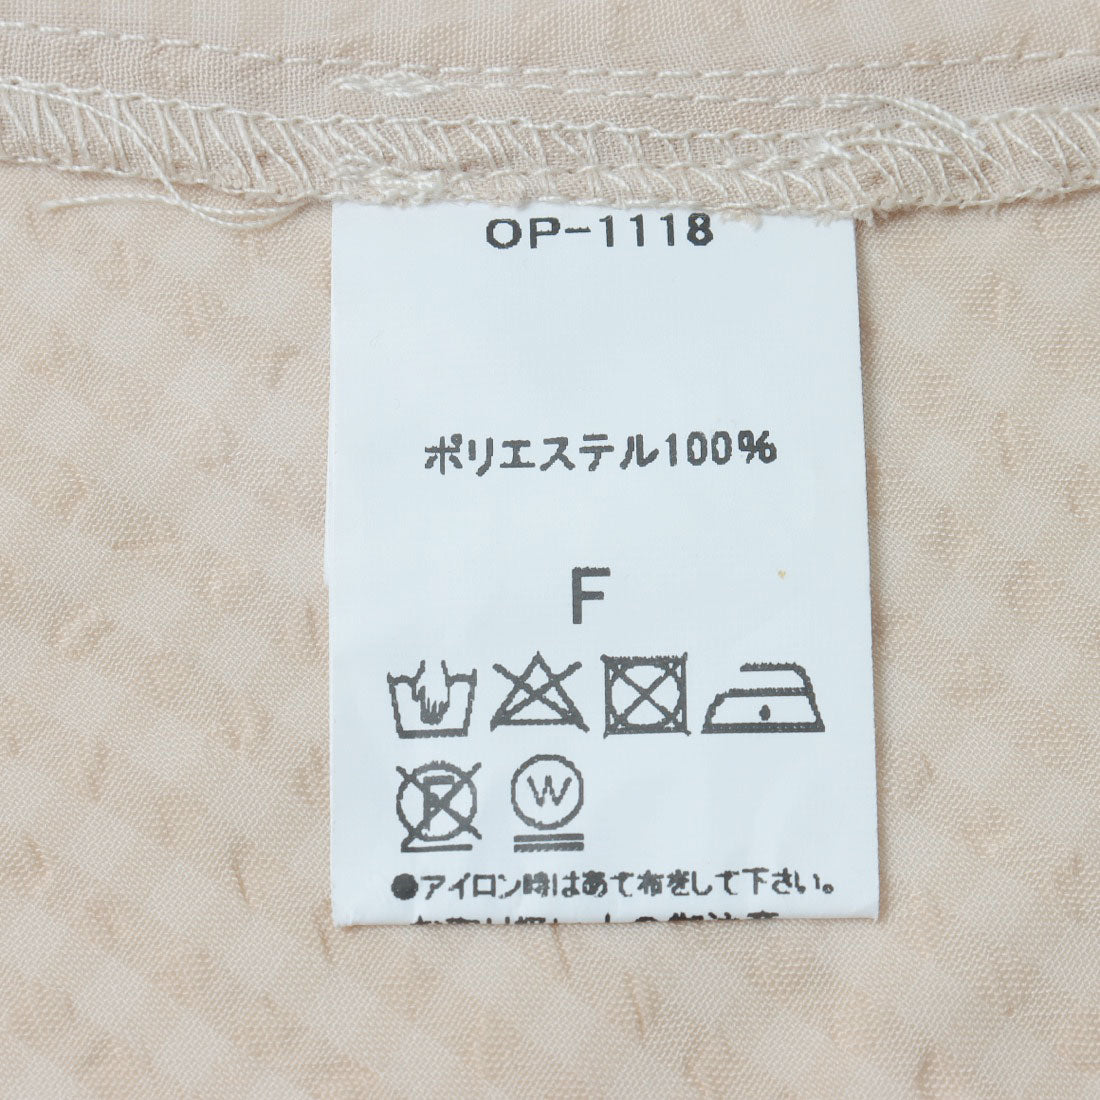 OP-1118
ポリエステル100%
F
●アイロン時はあて布をして下さい。